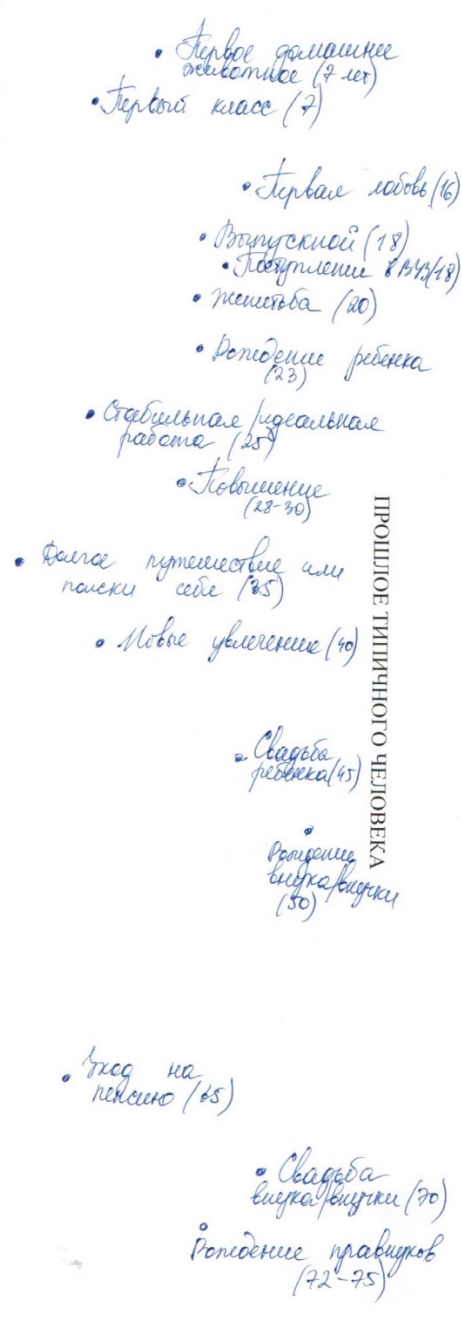 Первое домашнее
животное (7 лет)
Первый класс (7)
Первая любовь (16)
Выпускной (18)
Поступление в ВУЗ (18)
Женитьба (20)
Рождение ребенка
(23)
Стабильная/идеальная
работа (25)
Повышение
(28-30)
Долгое путешествие или
поиски себя (35)
Новые увлечения (40)
ПРОШЛОЕ ТИПИЧНОГО ЧЕЛОВЕКА
Свадьба
ребенка (45)
Рождение
внука/внучки
(50)
Уход на
пенсию (65)
Свадьба
внука/внучки (70)
Рождение правнуков
(72-75)